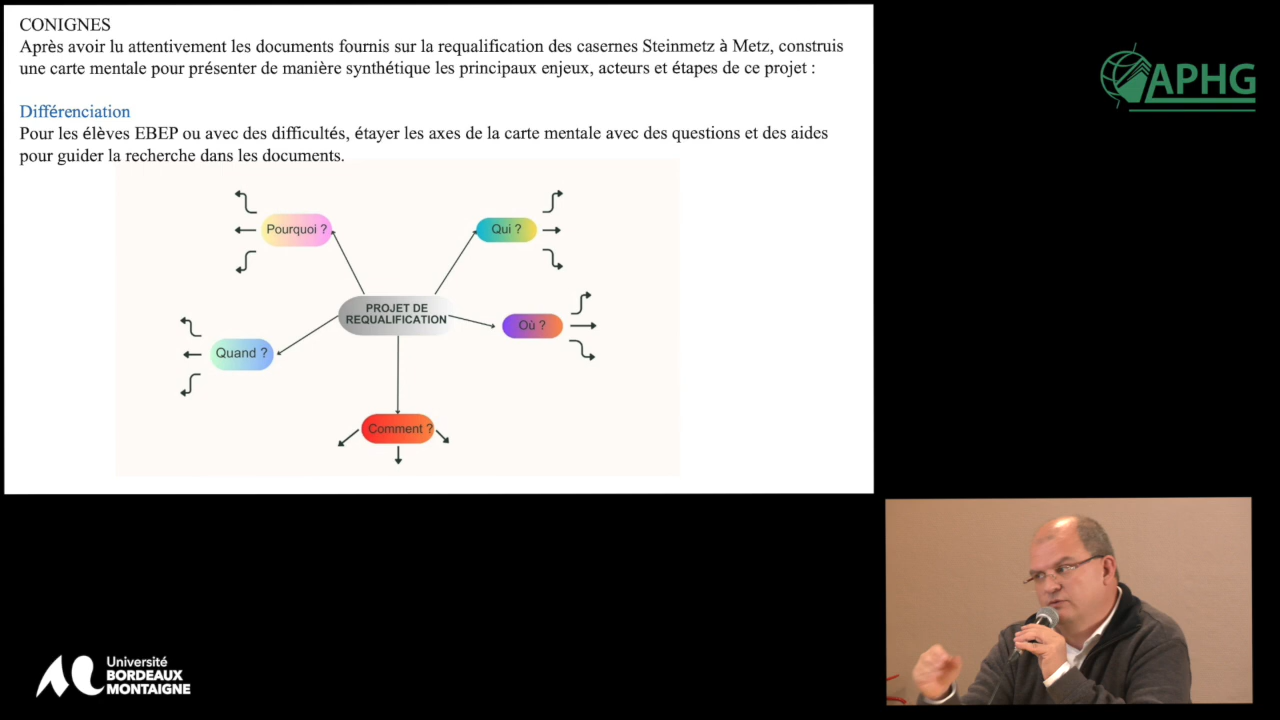 CONIGNES
Après avoir lu attentivement les documents fournis sur la requalification des casernes Steinmetz à Metz, construis
une carte mentale pour présenter de manière synthétique les principaux enjeux, acteurs et étapes de ce projet :
Différenciation
Pour les élèves EBEP ou avec des difficultés, étayer les axes de la carte mentale avec des questions et des aides
pour guider la recherche dans les documents.
Pourquoi ?
Qui ?
PROJET DE
REQUALIFICATION
Où ?
Quand ?
Comment ?
APHG
Université
BORDEAUX
MONTAIGNE